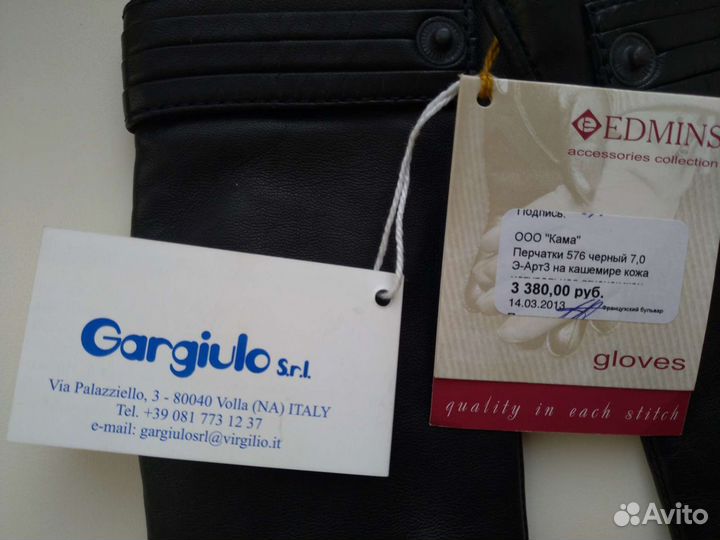 Gargiulo S.r.l.
Via Palazziello, 3 - 80040 Volla (NA) ITALY
Tel. +39 081 773 12 37
e-mail: gargiulosrl@virgilio.it
EDMINS
accessories collection
Подпись:
ООО "Кама"
Перчатки 576 черный 7,0
Э-Арт3 на кашемире кожа
3 380,00 руб.
14.03.2013 Французский бульвар
gloves
quality in each stitch
Avito